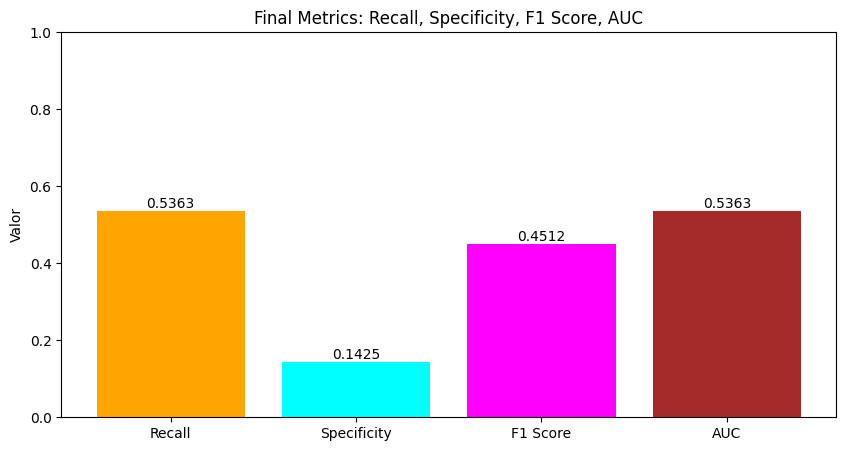 Final Metrics: Recall, Specificity, F1 Score, AUC
1.0
0.8
0.6
0.4
0.2
0.0
Valor
0.5363
0.1425
0.4512
0.5363
Recall
Specificity
F1 Score
AUC